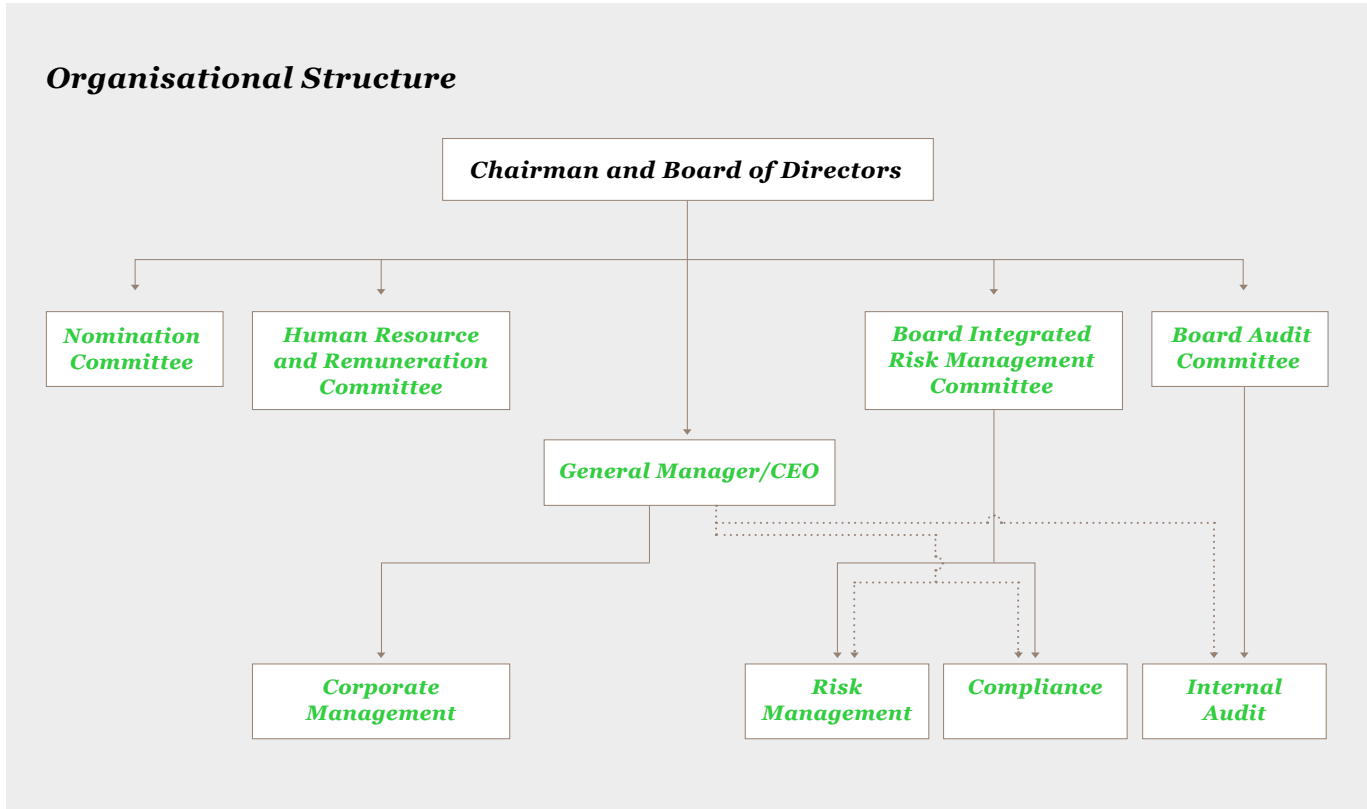 Organisational Structure
Chairman and Board of Directors
Nomination
Committee
Human Resource
and Remuneration
Committee
Board Integrated
Risk Management
Committee
Board Audit
Committee
General Manager/CEO
Corporate
Management
Risk
Management
Compliance
Internal
Audit